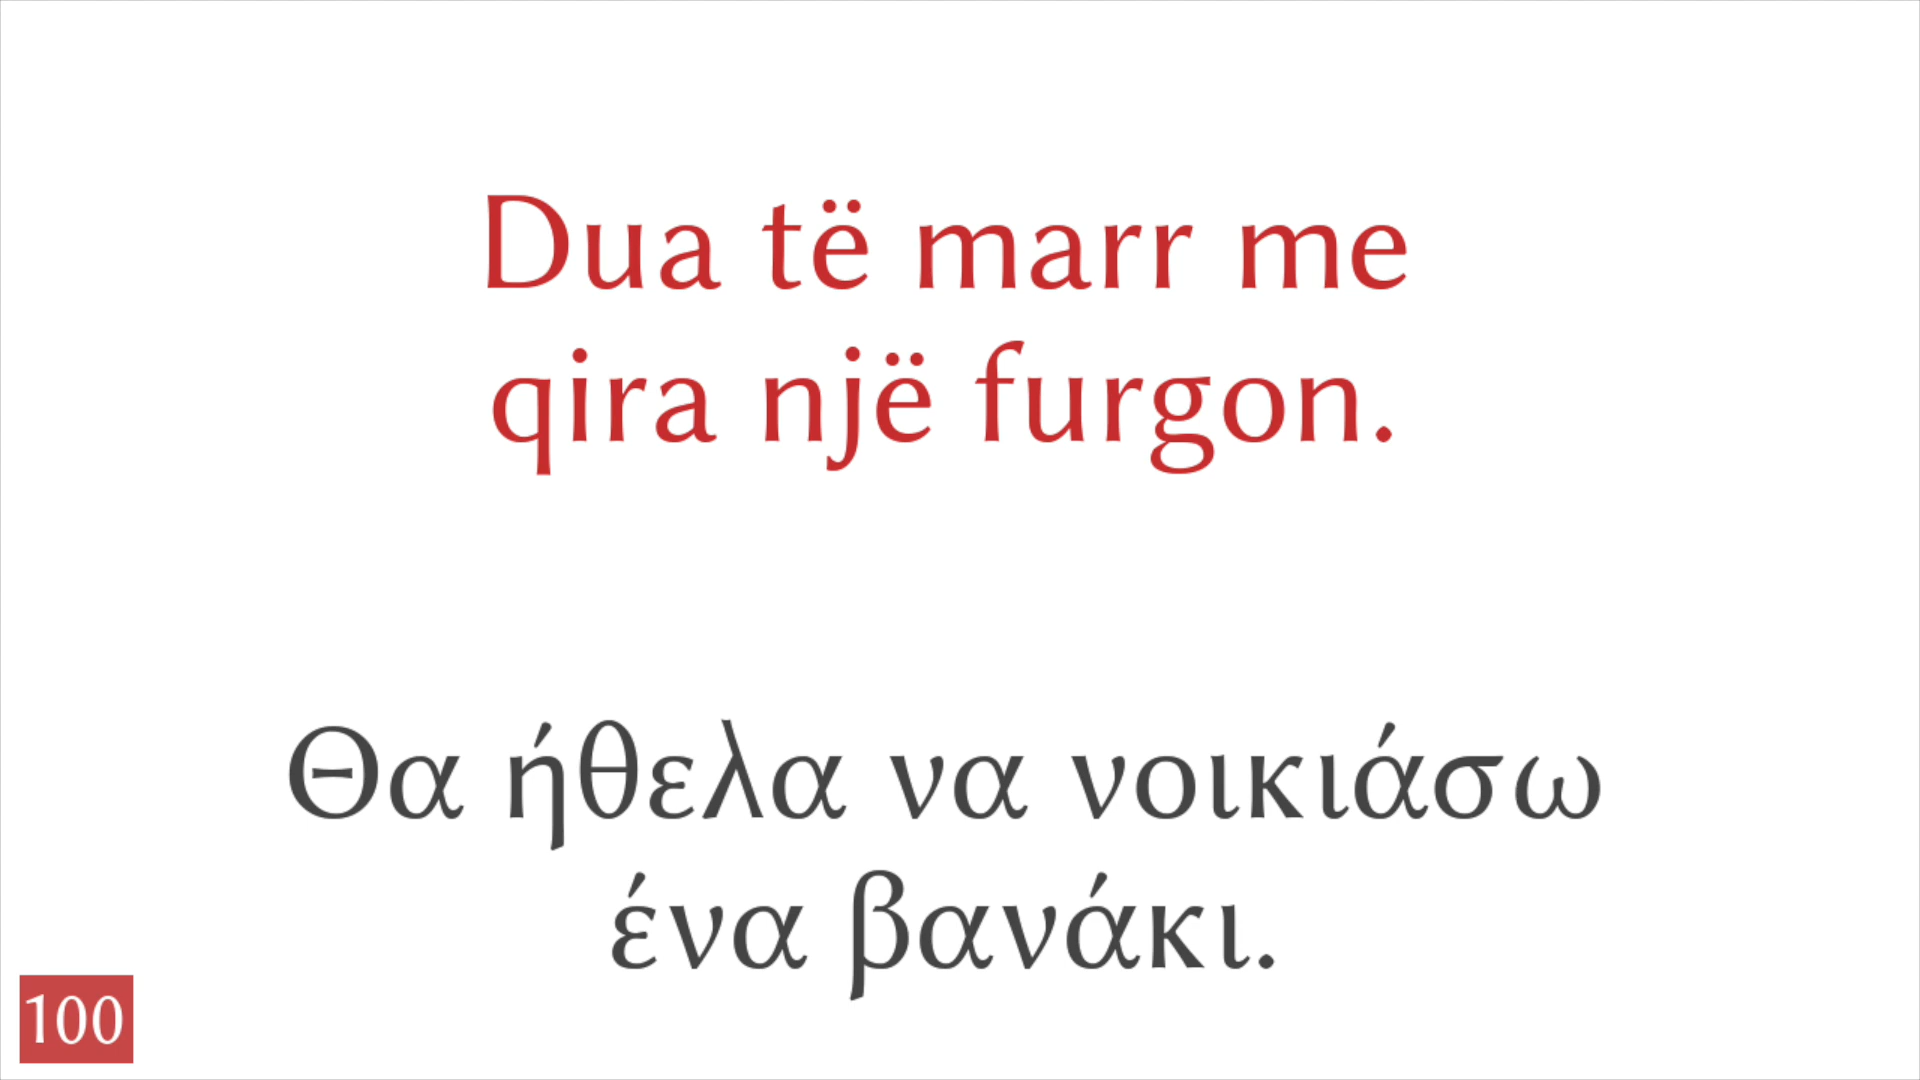 Dua të marr me
qira një furgon.
Θα ήθελα να νοικιάσω
ένα βανάκι.
100